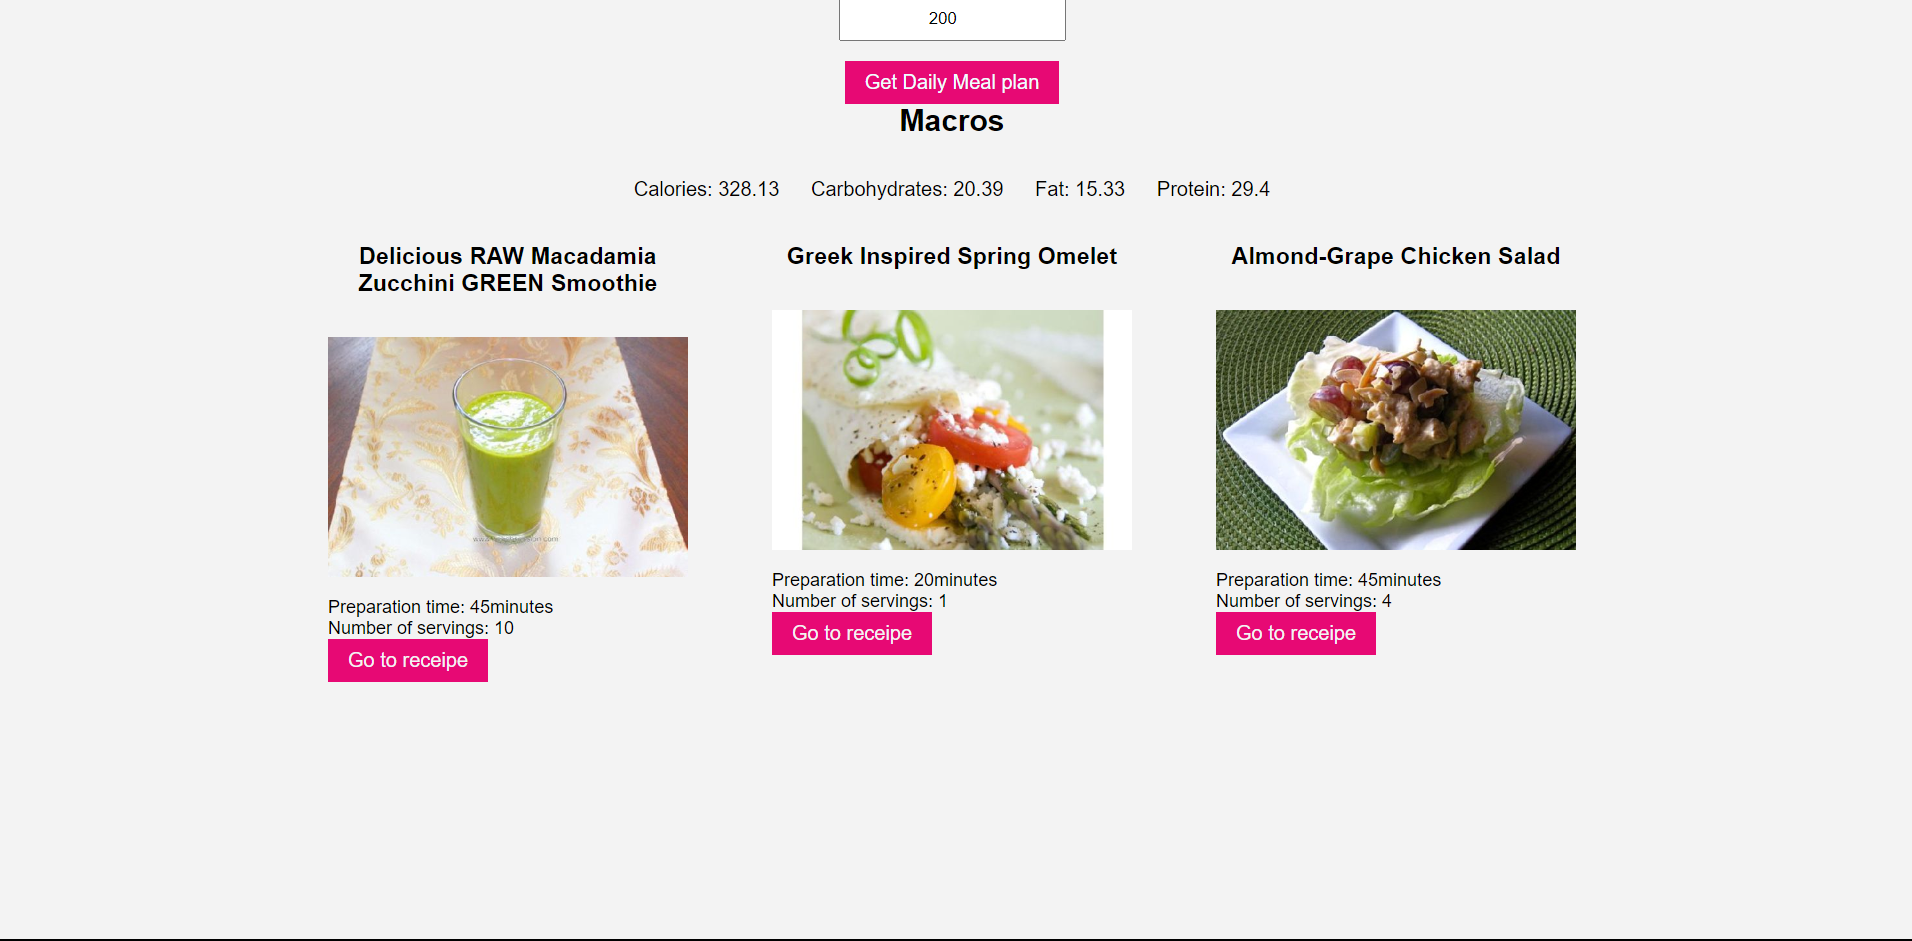 200
Get Daily Meal plan
Macros
Calories: 328.13 Carbohydrates: 20.39 Fat: 15.33 Protein: 29.4
Delicious RAW Macadamia
Zucchini GREEN Smoothie
Preparation time: 45minutes
Number of servings: 10
Go to receipe
Greek Inspired Spring Omelet
Preparation time: 20minutes
Number of servings: 1
Go to receipe
Almond-Grape Chicken Salad
Preparation time: 45minutes
Number of servings: 4
Go to receipe